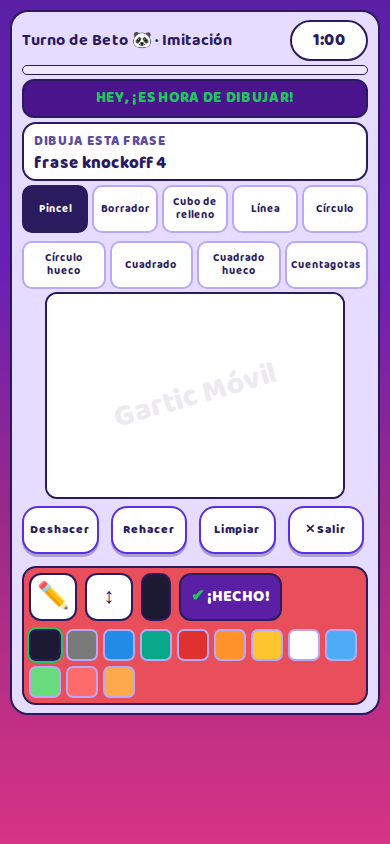 Turno de Beto 🐼 · Imitación
1:00
HEY, ¡ES HORA DE DIBUJAR!
DIBUJA ESTA FRASE
frase knockoff 4
Pincel
Borrador
Cubo de
relleno
Línea
Círculo
Círculo
hueco
Cuadrado
Cuadrado
hueco
Cuentagotas
Gartic Móvil
Deshacer
Rehacer
Limpiar
✕ Salir
✔ ¡HECHO!